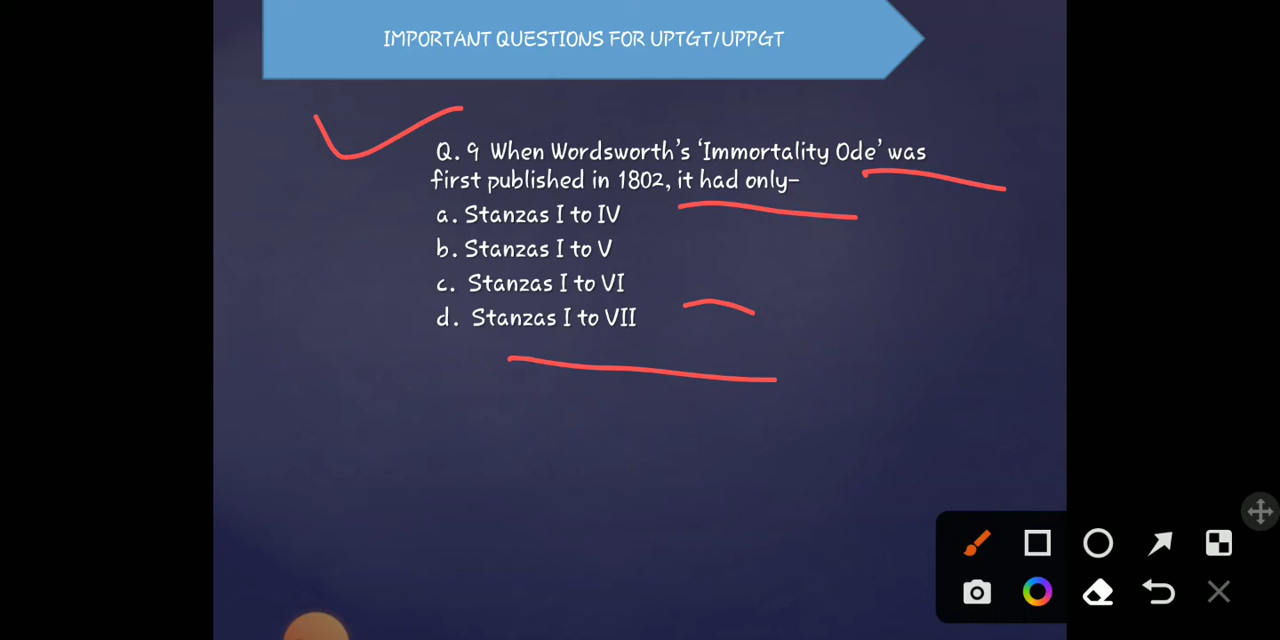 IMPORTANT QUESTIONS FOR UPTGT/UPPGT
Q. 9 When Wordsworth's 'Immortality Ode' was
first published in 1802, it had only-
a. Stanzas I to IV
b. Stanzas I to V
c. Stanzas I to VI
d. Stanzas I to VII